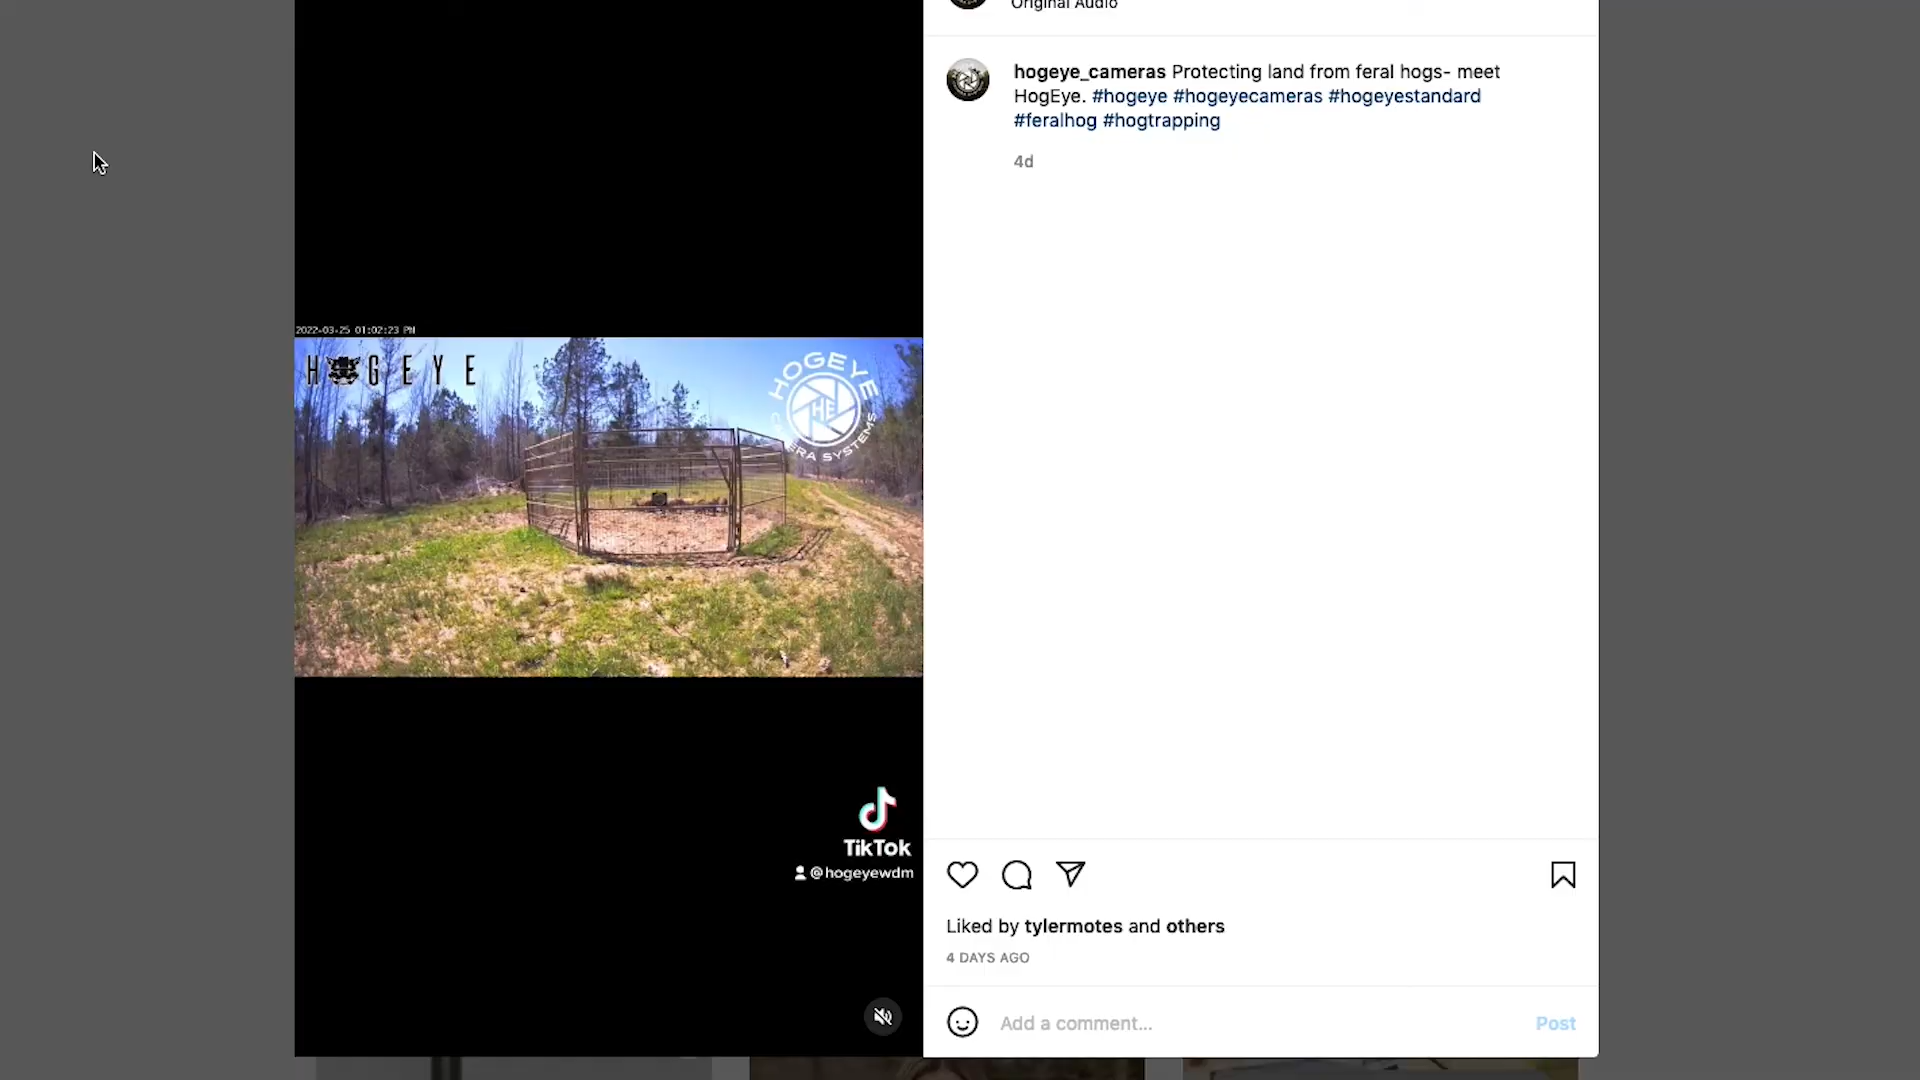 Original Audio
hogeye_cameras Protecting land from feral hogs- meet
HogEye. #hogeye #hogeyecameras #hogeyestandard
#feralhog #hogtrapping
4d
2022-03-25 01:02:23 PM
HOGEYE
HOGEYE
HE
CAMERA SYSTEMS
TikTok
@hogeyewdm
Liked by tylermotes and others
4 DAYS AGO
Add a comment...
Post